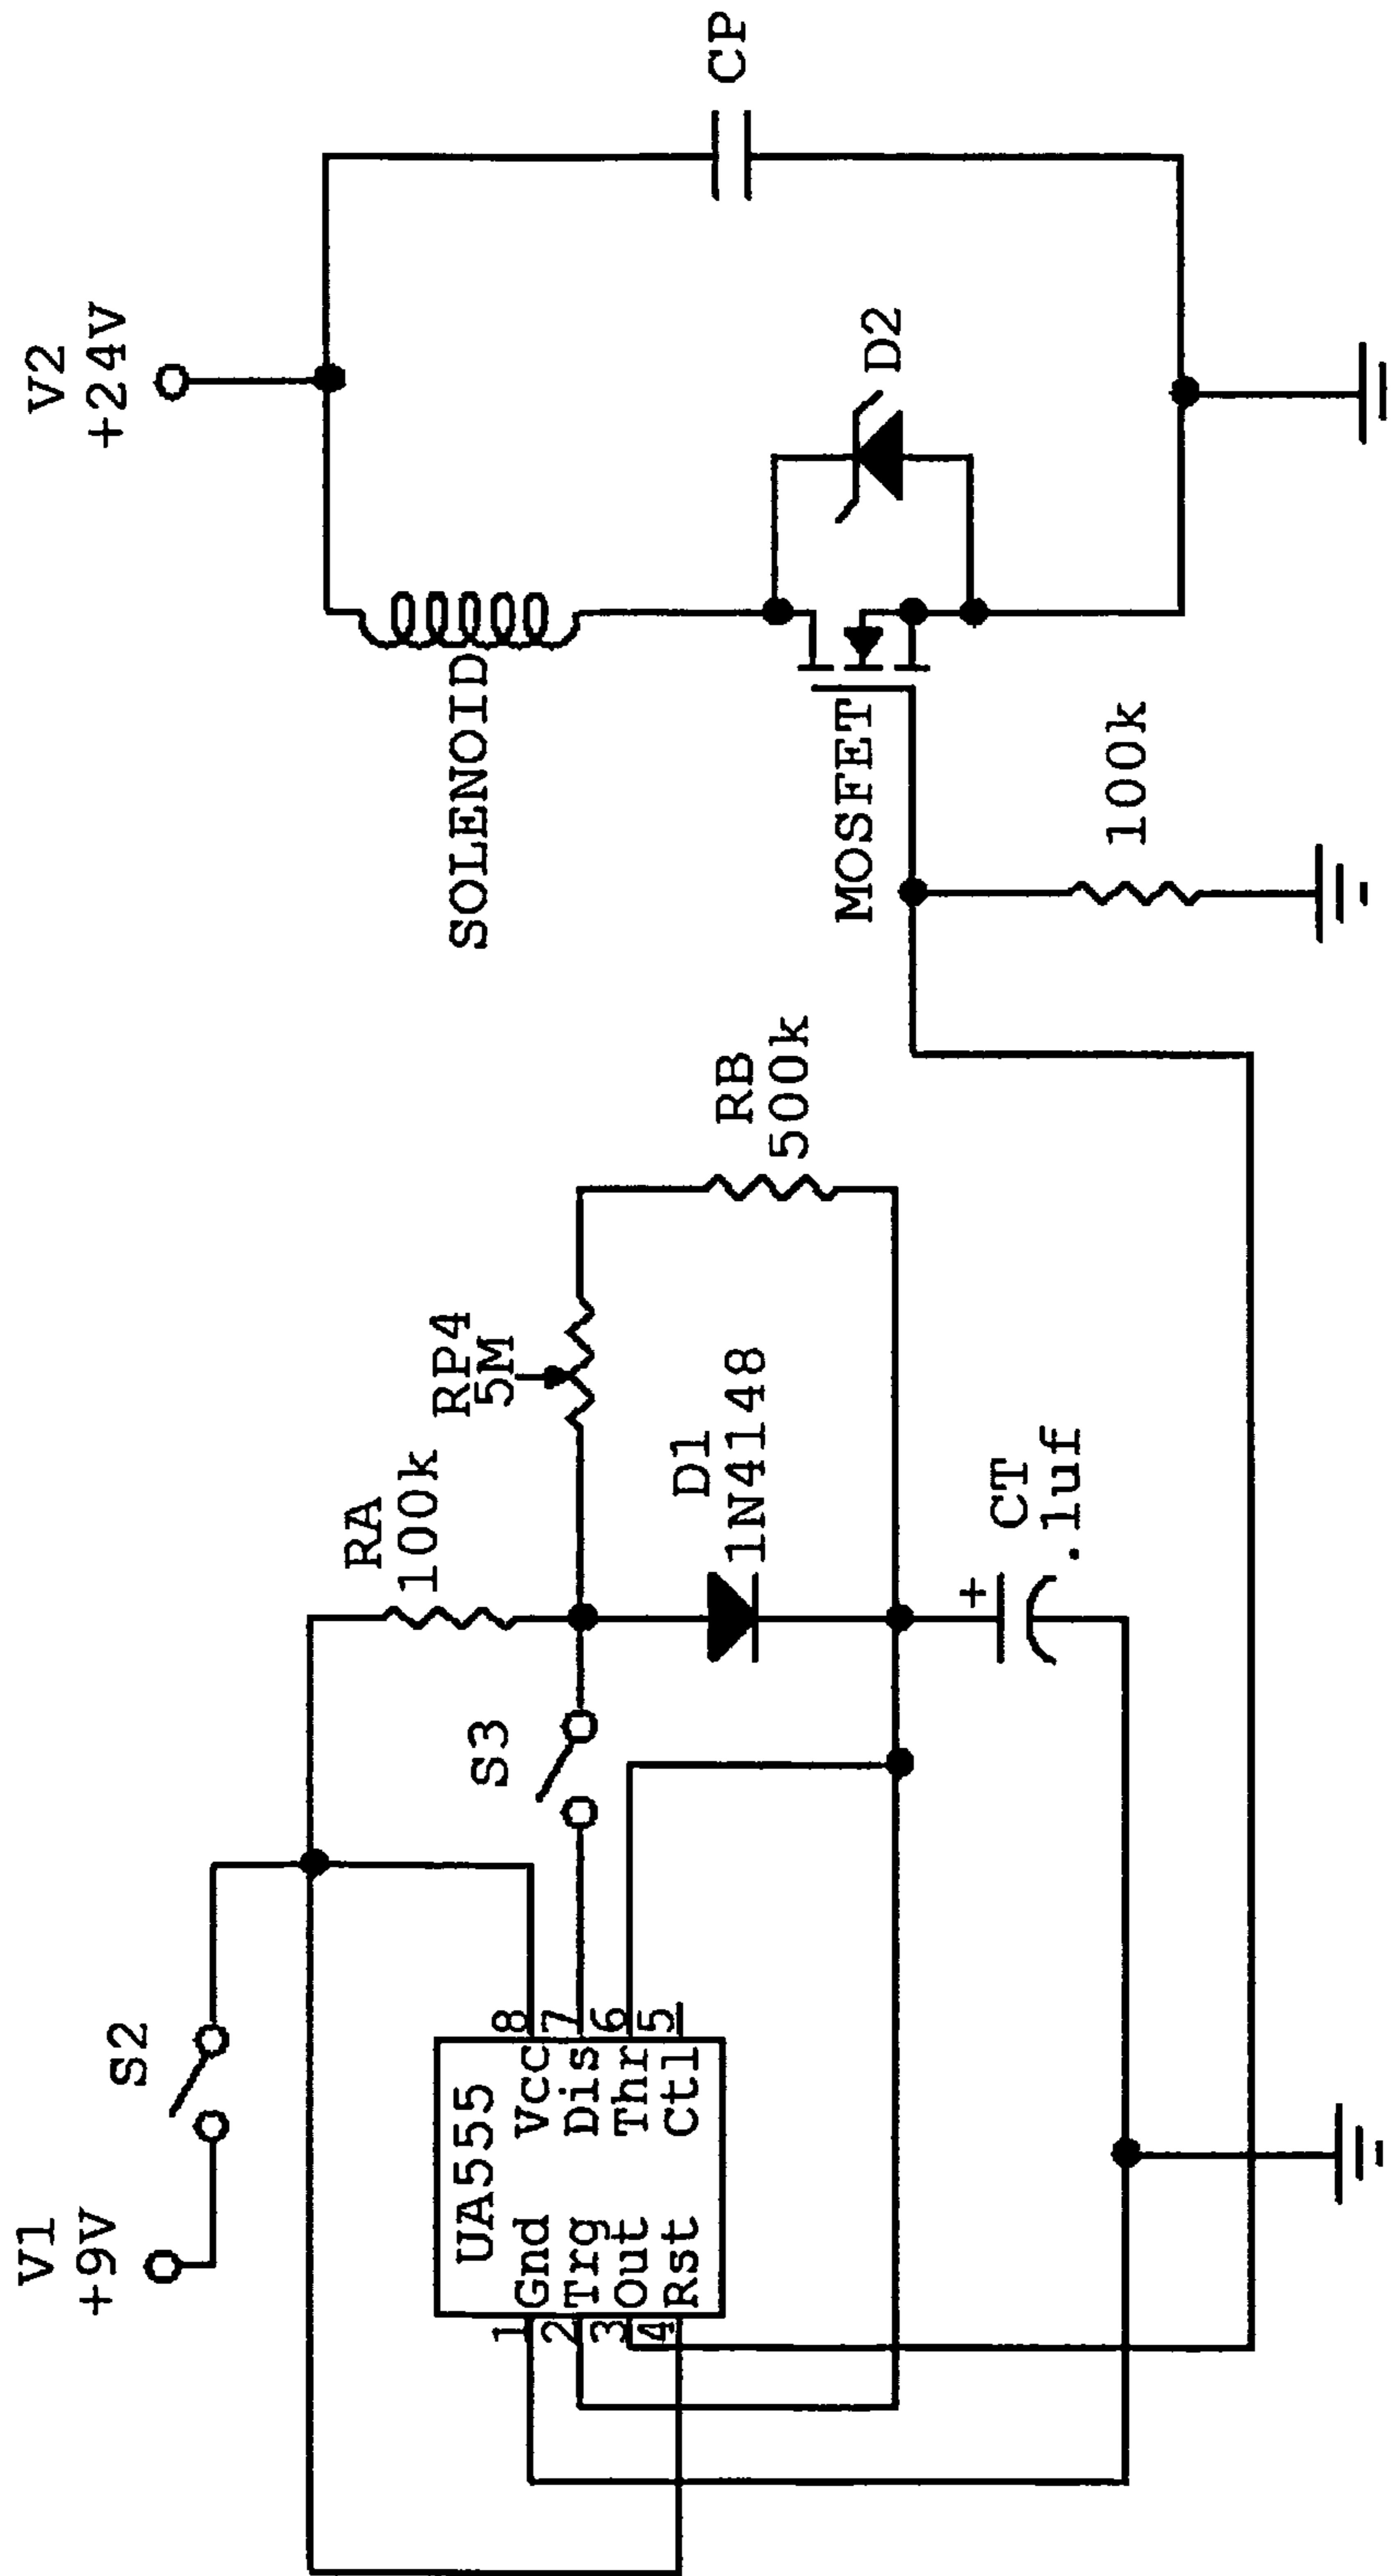 V1
+9V
S2
V2
+24V
RA
100k
RP4
5M
S3
SOLENOID
CP
UA555
1 Gnd Vcc 8
2 Trg Dis 7
3 Out Thr 6
4 Rst Ctl 5
D1
1N4148
RB
500k
MOSFET
D2
CT
.1uf
+
100k